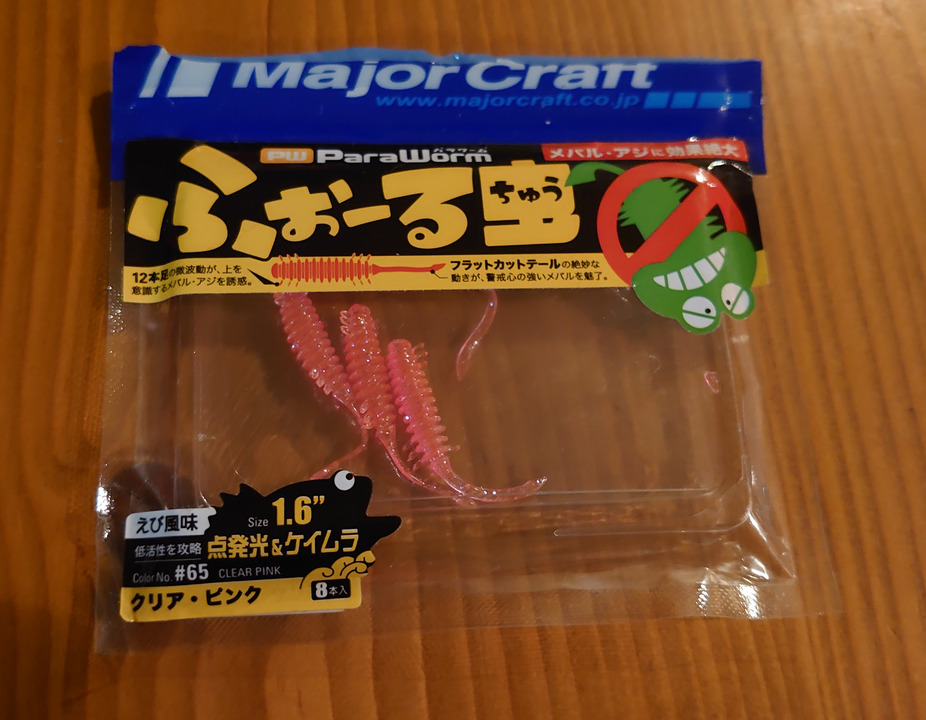 Major Craft
www.majorcraft.co.jp
PW ParaWorm パラワーム
メバル・アジに効果絶大
ふぉーる虫 ちゅう
12本足の微波動が、上を
意識するメバル・アジを誘惑。
フラットカットテールの絶妙な
動きが、警戒心の強いメバルを魅了。
えび風味
低活性を攻略
Size 1.6”
点発光&ケイムラ
Color No. #65 CLEAR PINK
クリア・ピンク
8本入